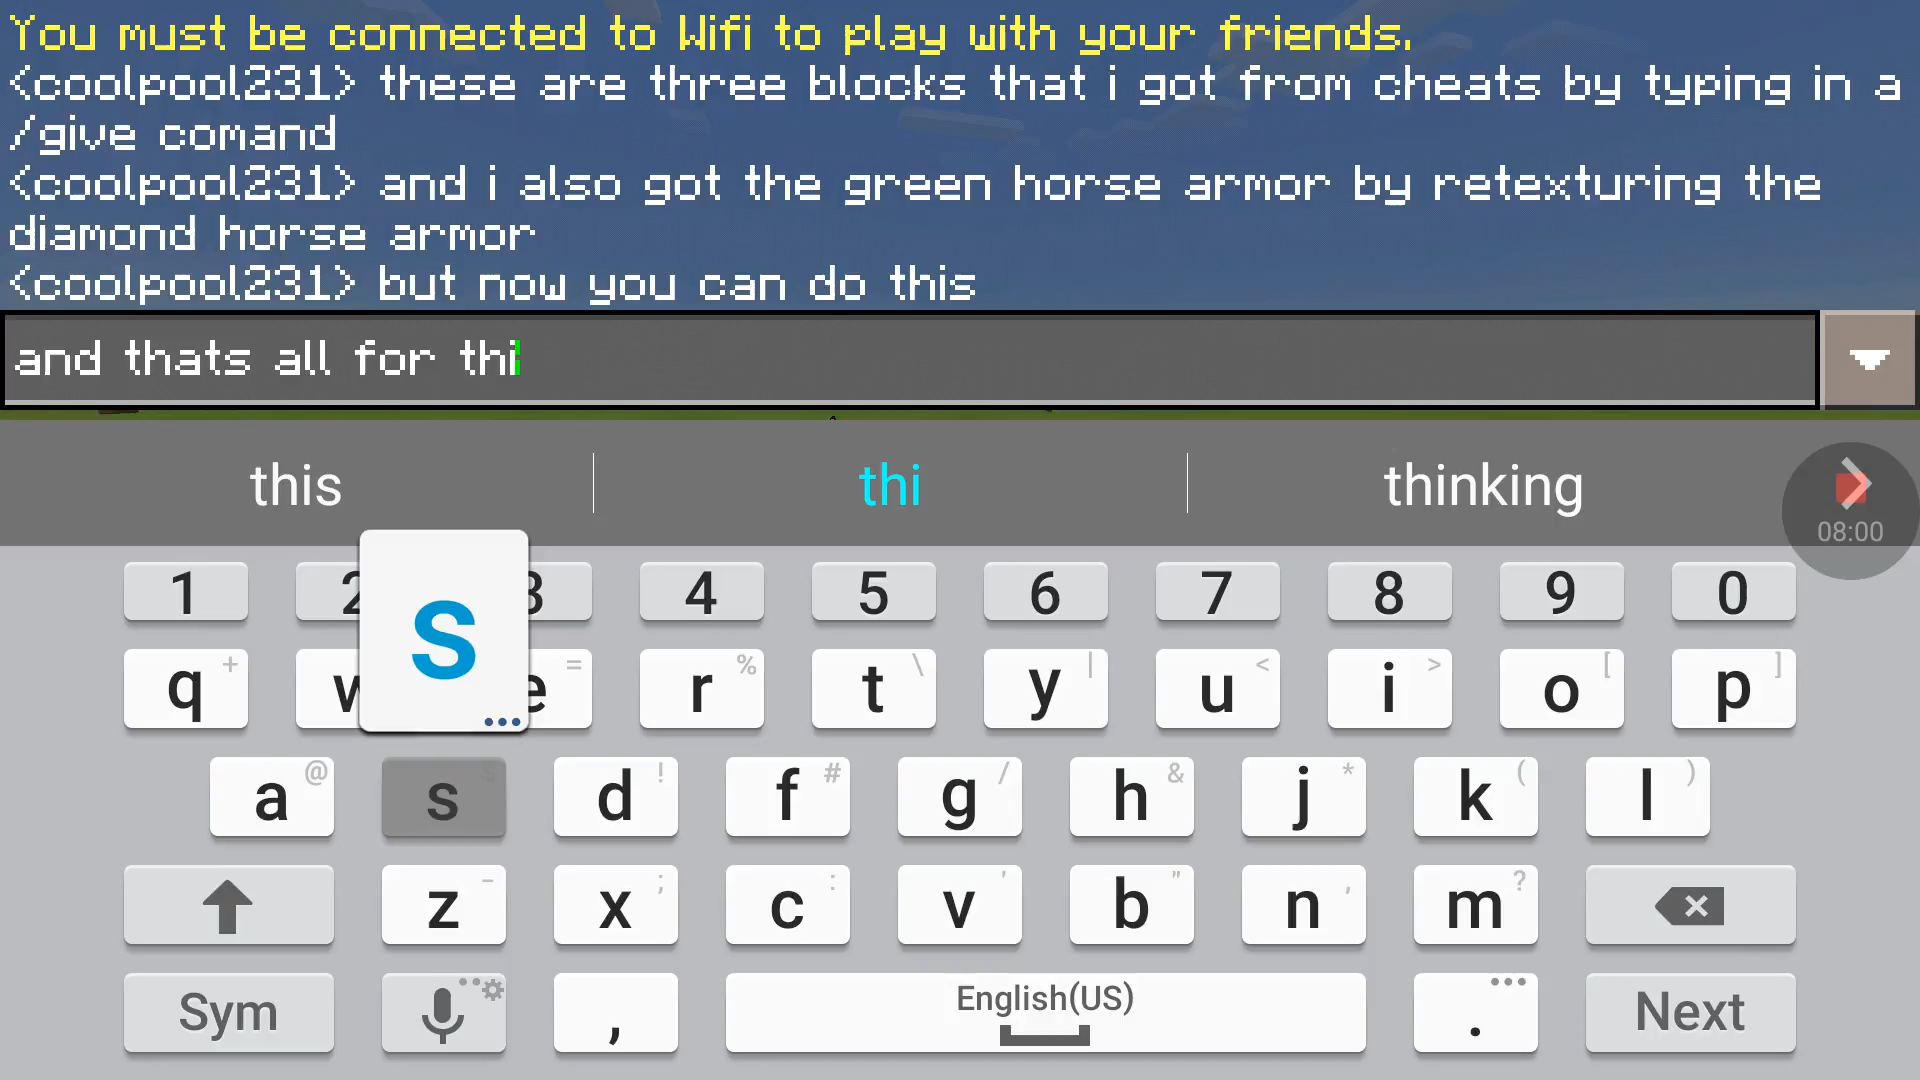 You must be connected to Wifi to play with your friends.
<coolpool231> these are three blocks that i got from cheats by typing in a
/give comand
<coolpool231> and i also got the green horse armor by retexturing the
diamond horse armor
<coolpool231> but now you can do this
and thats all for thi
this thi thinking
08:00
S
1 2 3 4 5 6 7 8 9 0
q + w e = r % t \ y | u < i > o [ p ]
a @ s d ! f # g / h & j * k ( l )
z - x ; c : v ' b " n , m ?
Sym , English(US) . Next